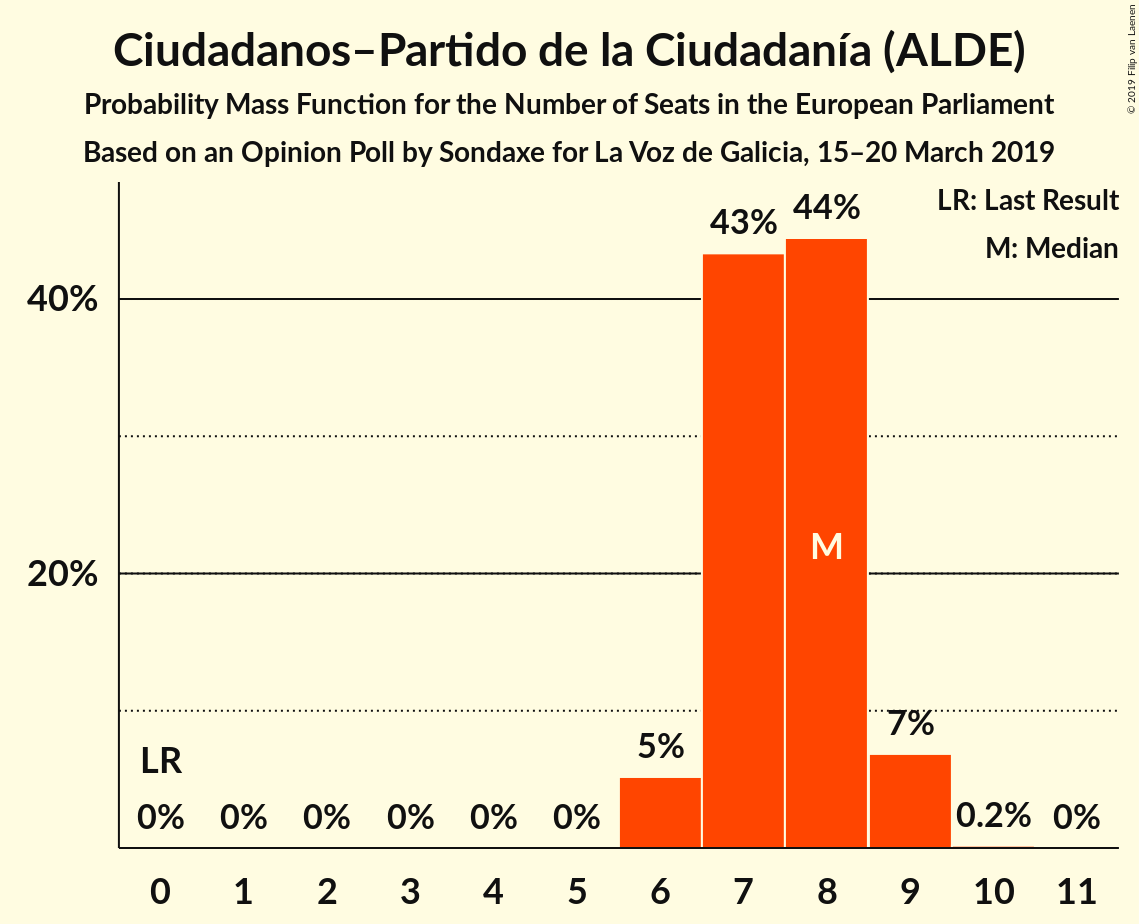 Ciudadanos–Partido de la Ciudadanía (ALDE)
Probability Mass Function for the Number of Seats in the European Parliament
Based on an Opinion Poll by Sondaxe for La Voz de Galicia, 15–20 March 2019
© 2019 Filip van Laenen
LR: Last Result
M: Median
43% 44%
40%
M
20%
7%
5%
LR
0% 0% 0% 0% 0% 0% 0.2% 0%
0 1 2 3 4 5 6 7 8 9 10 11